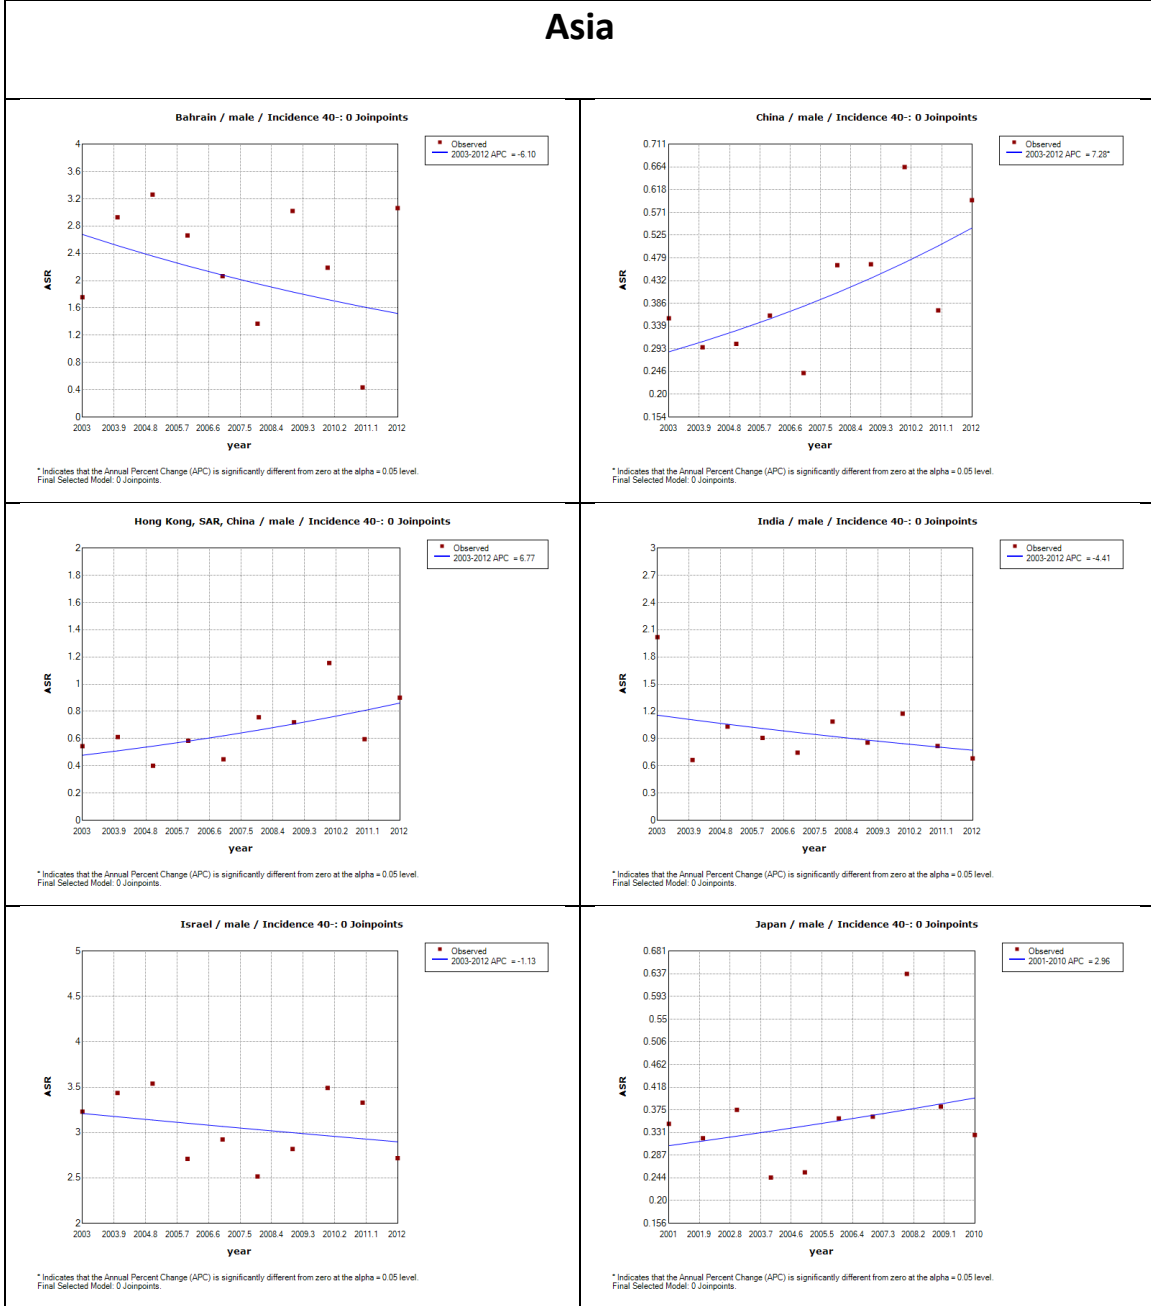 Asia
Bahrain / male / Incidence 40-: 0 Joinpoints
Observed
2003-2012 APC = -6.10
4
3.6
3.2
2.8
2.4
2
1.6
1.2
0.8
0.4
0
ASR
2003 2003.9 2004.8 2005.7 2006.6 2007.5 2008.4 2009.3 2010.2 2011.1 2012
year
* Indicates that the Annual Percent Change (APC) is significantly different from zero at the alpha = 0.05 level.
Final Selected Model: 0 Joinpoints.
China / male / Incidence 40-: 0 Joinpoints
Observed
2003-2012 APC = 7.28*
0.711
0.664
0.618
0.571
0.525
0.479
0.432
0.386
0.339
0.293
0.246
0.20
0.154
ASR
2003 2003.9 2004.8 2005.7 2006.6 2007.5 2008.4 2009.3 2010.2 2011.1 2012
year
* Indicates that the Annual Percent Change (APC) is significantly different from zero at the alpha = 0.05 level.
Final Selected Model: 0 Joinpoints.
Hong Kong, SAR, China / male / Incidence 40-: 0 Joinpoints
Observed
2003-2012 APC = 6.77
2
1.8
1.6
1.4
1.2
1
0.8
0.6
0.4
0.2
0
ASR
2003 2003.9 2004.8 2005.7 2006.6 2007.5 2008.4 2009.3 2010.2 2011.1 2012
year
* Indicates that the Annual Percent Change (APC) is significantly different from zero at the alpha = 0.05 level.
Final Selected Model: 0 Joinpoints.
India / male / Incidence 40-: 0 Joinpoints
Observed
2003-2012 APC = -4.41
3
2.7
2.4
2.1
1.8
1.5
1.2
0.9
0.6
0.3
0
ASR
2003 2003.9 2004.8 2005.7 2006.6 2007.5 2008.4 2009.3 2010.2 2011.1 2012
year
* Indicates that the Annual Percent Change (APC) is significantly different from zero at the alpha = 0.05 level.
Final Selected Model: 0 Joinpoints.
Israel / male / Incidence 40-: 0 Joinpoints
Observed
2003-2012 APC = -1.13
5
4.5
4
3.5
3
2.5
2
ASR
2003 2003.9 2004.8 2005.7 2006.6 2007.5 2008.4 2009.3 2010.2 2011.1 2012
year
* Indicates that the Annual Percent Change (APC) is significantly different from zero at the alpha = 0.05 level.
Final Selected Model: 0 Joinpoints.
Japan / male / Incidence 40-: 0 Joinpoints
Observed
2001-2010 APC = 2.96
0.681
0.637
0.593
0.55
0.506
0.462
0.418
0.375
0.331
0.287
0.244
0.20
0.156
ASR
2001 2001.9 2002.8 2003.7 2004.6 2005.5 2006.4 2007.3 2008.2 2009.1 2010
year
* Indicates that the Annual Percent Change (APC) is significantly different from zero at the alpha = 0.05 level.
Final Selected Model: 0 Joinpoints.